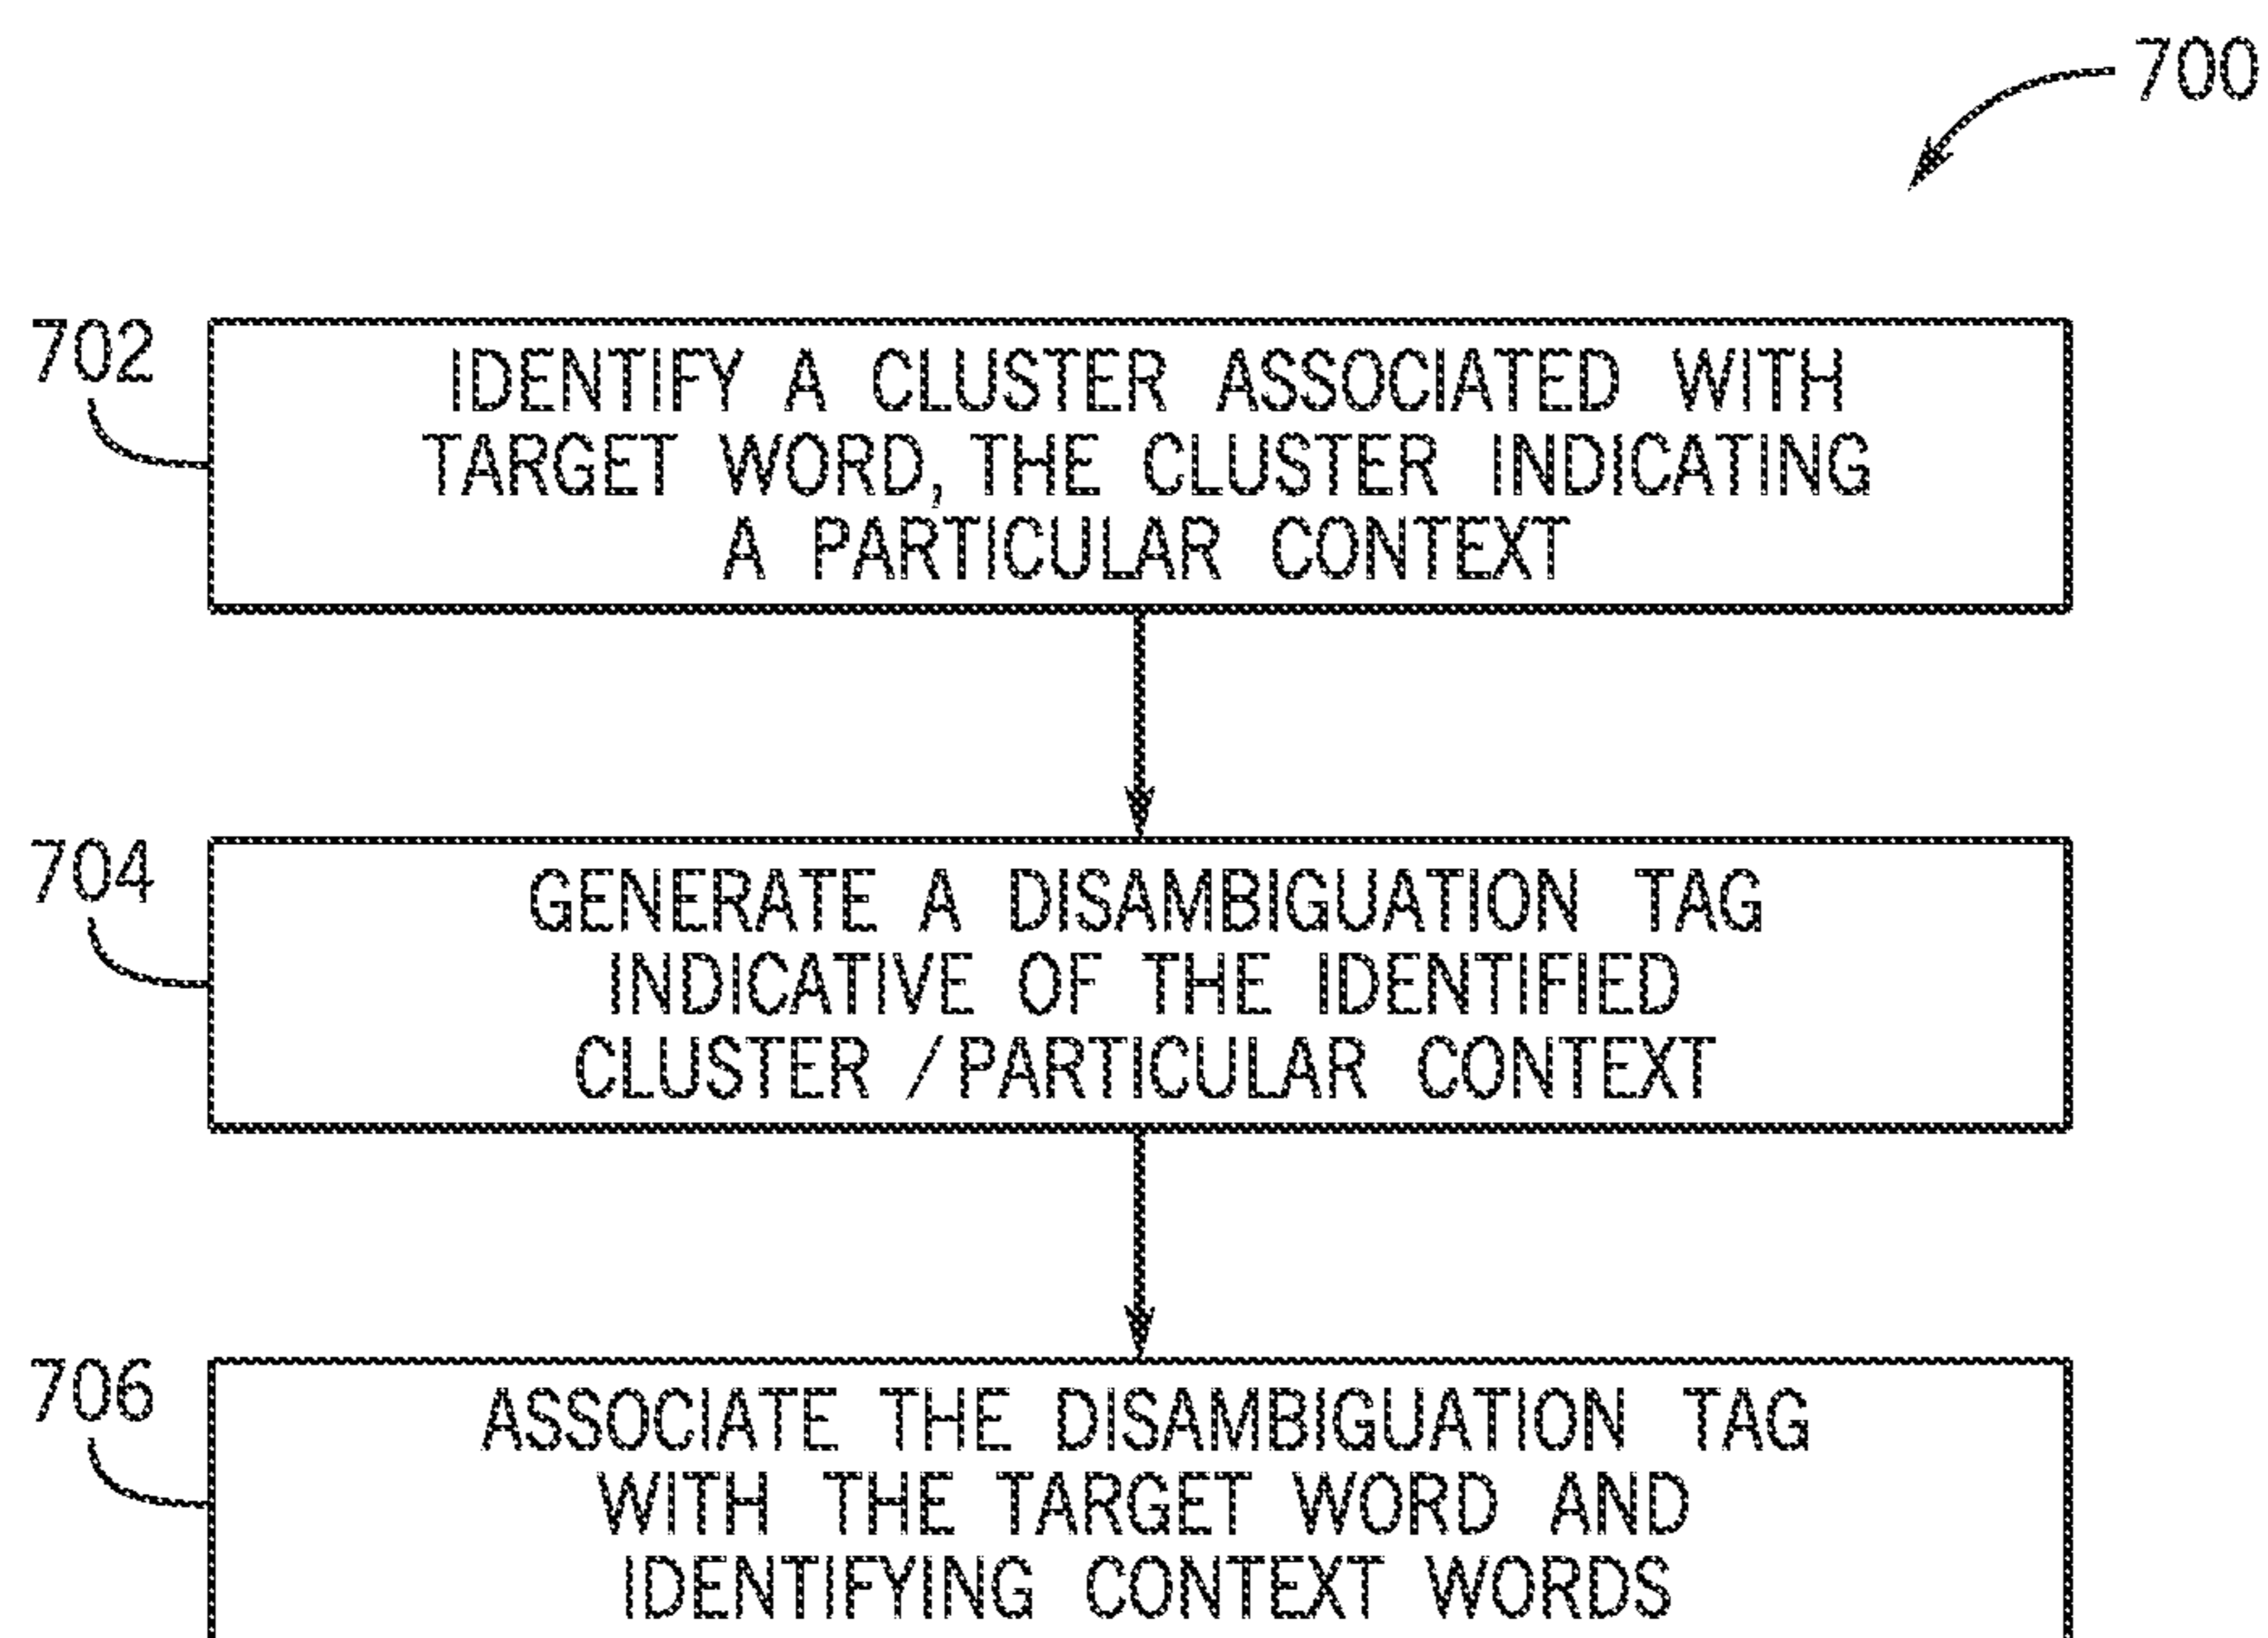 700
702
IDENTIFY A CLUSTER ASSOCIATED WITH
TARGET WORD, THE CLUSTER INDICATING
A PARTICULAR CONTEXT
704
GENERATE A DISAMBIGUATION TAG
INDICATIVE OF THE IDENTIFIED
CLUSTER /PARTICULAR CONTEXT
706
ASSOCIATE THE DISAMBIGUATION TAG
WITH THE TARGET WORD AND
IDENTIFYING CONTEXT WORDS